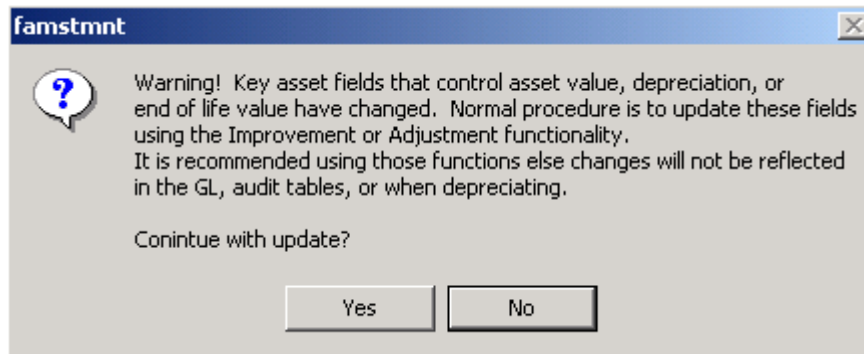 famstmnt
Warning! Key asset fields that control asset value, depreciation, or
end of life value have changed. Normal procedure is to update these fields
using the Improvement or Adjustment functionality.
It is recommended using those functions else changes will not be reflected
in the GL, audit tables, or when depreciating.
Conintue with update?
Yes
No